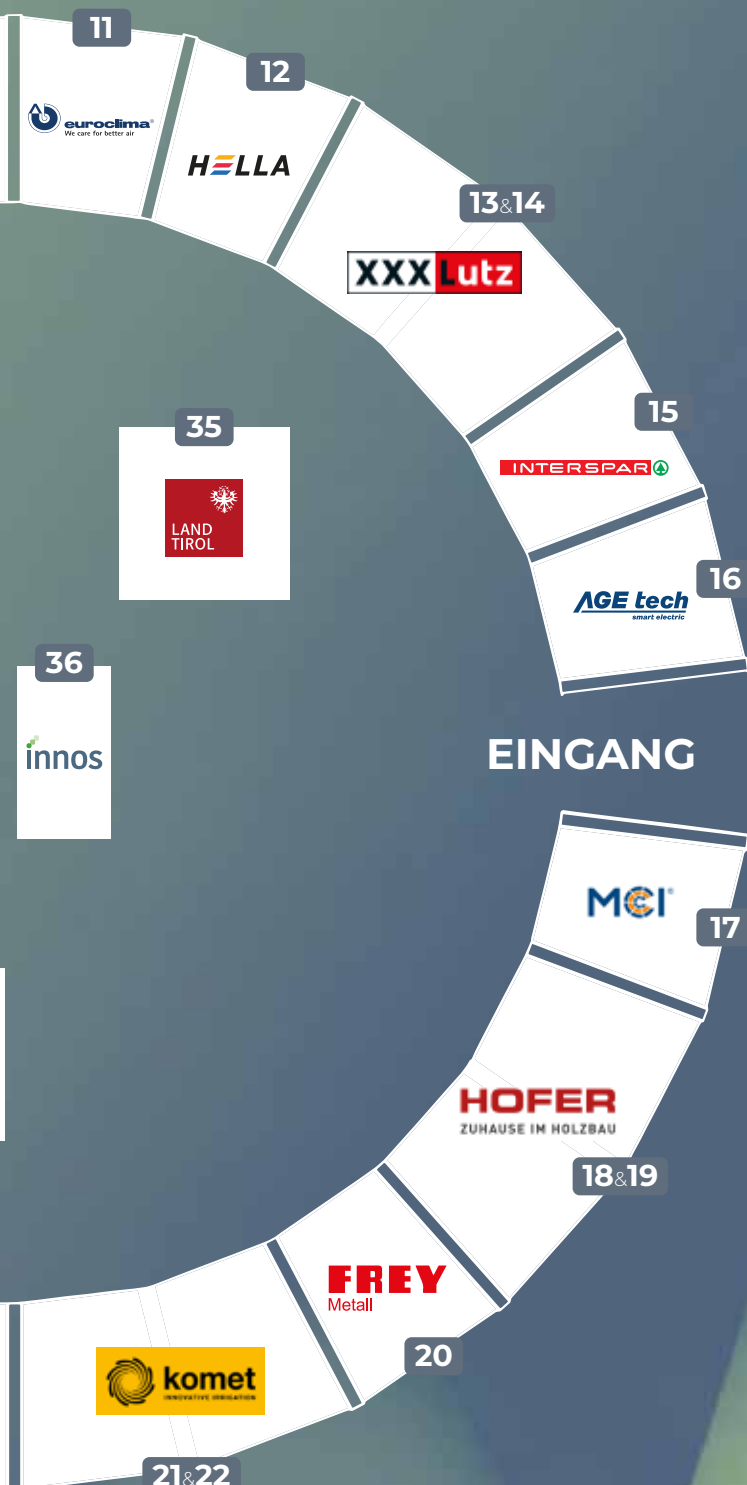 11
euroclima®
We care for better air
12
HELLA
13&14
XXXLutz
35
LAND
TIROL
15
INTERSPAR
16
AGE tech
smart electric
36
innos
EINGANG
MCI®
17
HOFER
ZUHAUSE IM HOLZBAU
18&19
FREY
Metall
20
komet
INNOVATIVE IRRIGATION
21&22